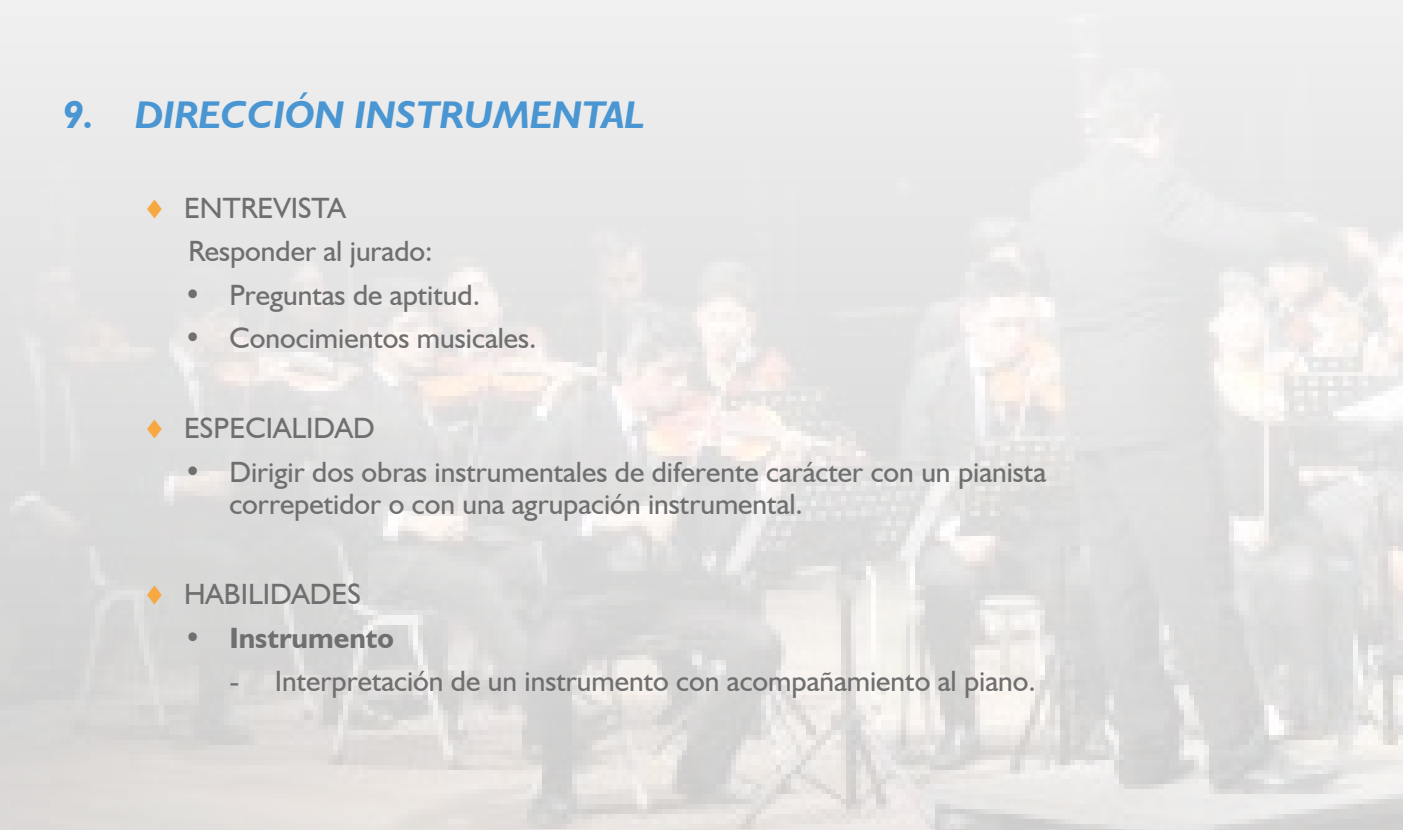 9. DIRECCIÓN INSTRUMENTAL
♦ ENTREVISTA
Responder al jurado:
• Preguntas de aptitud.
• Conocimientos musicales.
♦ ESPECIALIDAD
• Dirigir dos obras instrumentales de diferente carácter con un pianista
correpetidor o con una agrupación instrumental.
♦ HABILIDADES
• Instrumento
- Interpretación de un instrumento con acompañamiento al piano.